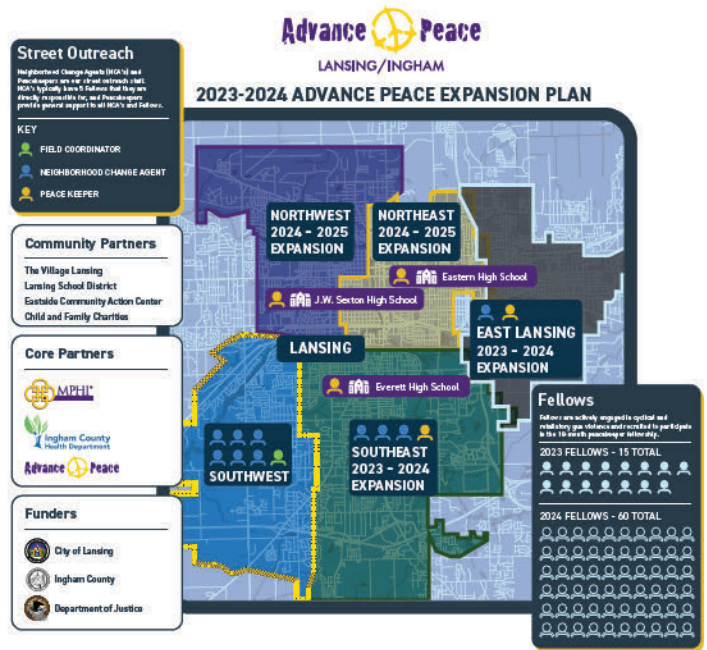 Advance Peace
LANSING/INGHAM
2023-2024 ADVANCE PEACE EXPANSION PLAN
Street Outreach
Neighborhood Change Agents (NCA's) and
Peacekeepers are our street outreach staff.
NCA's typically have 5 Fellows that they are
directly responsible for, and Peacekeepers
provide general support to all NCA's and Fellows.
KEY
FIELD COORDINATOR
NEIGHBORHOOD CHANGE AGENT
PEACE KEEPER
Community Partners
The Village Lansing
Lansing School District
Eastside Community Action Center
Child and Family Charities
Core Partners
MPHI
Ingham County
Health Department
Advance Peace
Funders
City of Lansing
Ingham County
Department of Justice
NORTHWEST
2024 - 2025
EXPANSION
NORTHEAST
2024 - 2025
EXPANSION
Eastern High School
J.W. Sexton High School
EAST LANSING
2023 - 2024
EXPANSION
LANSING
Everett High School
SOUTHWEST
SOUTHEAST
2023 - 2024
EXPANSION
Fellows
Fellows are actively engaged in cyclical and
retaliatory gun violence and recruited to participate
in the 18-month peacekeeper fellowship.
2023 FELLOWS - 15 TOTAL
2024 FELLOWS - 60 TOTAL